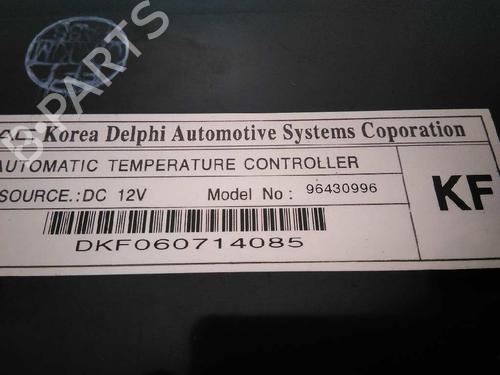 Korea Delphi Automotive Systems Coporation
AUTOMATIC TEMPERATURE CONTROLLER
SOURCE.:DC 12V Model No : 96430996
KF
DKF060714085
B-PARTS